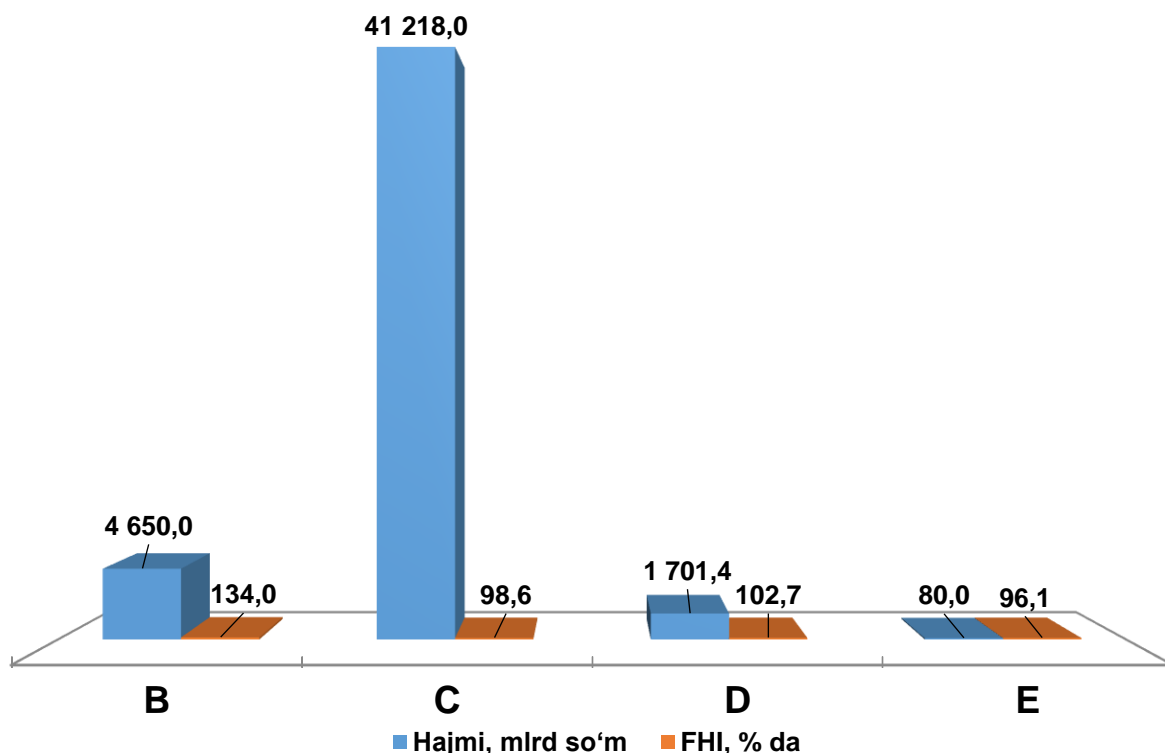 41 218,0
4 650,0
134,0
98,6
1 701,4
102,7
80,0
96,1
B
C
D
E
Hajmi, mlrd so‘m
FHI, % da